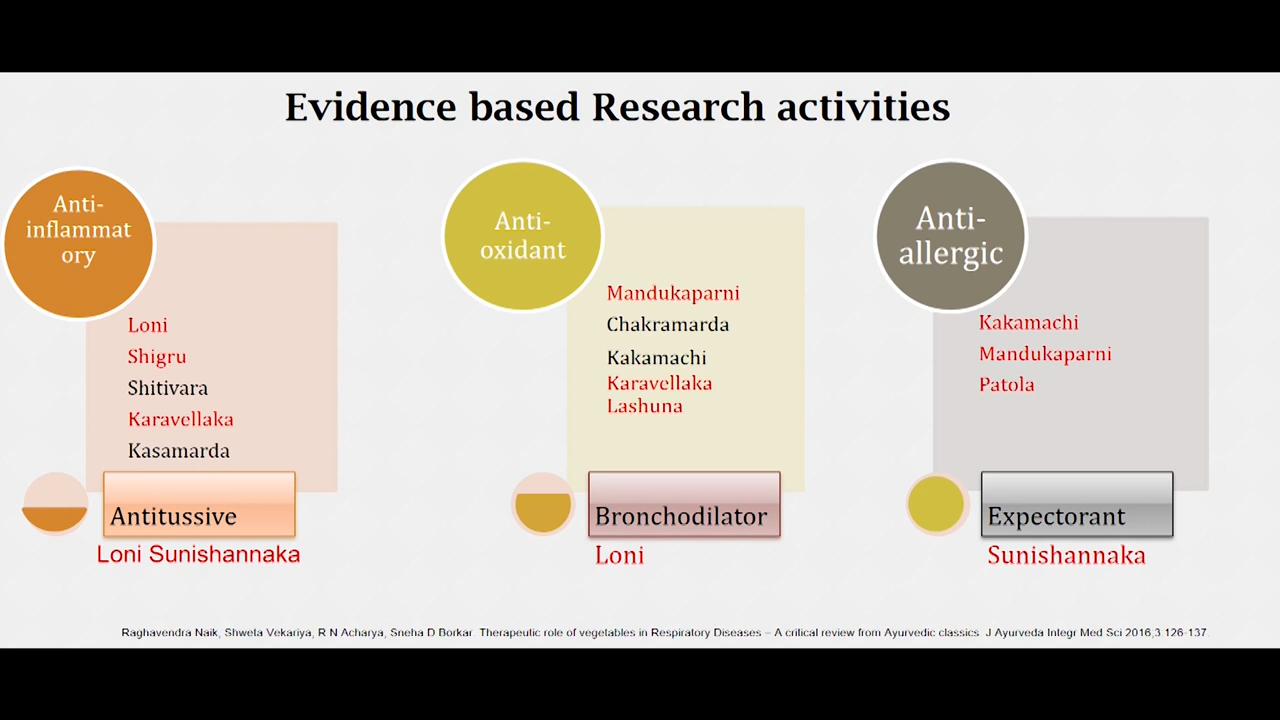 Evidence based Research activities
Anti-
inflammat
ory
Loni
Shigru
Shitivara
Karavellaka
Kasamarda
Antitussive
Loni Sunishannaka
Anti-
oxidant
Mandukaparni
Chakramarda
Kakamachi
Karavellaka
Lashuna
Bronchodilator
Loni
Anti-
allergic
Kakamachi
Mandukaparni
Patola
Expectorant
Sunishannaka
Raghavendra Naik, Shweta Vekariya, R N Acharya, Sneha D Borkar. Therapeutic role of vegetables in Respiratory Diseases – A critical review from Ayurvedic classics. J Ayurveda Integr Med Sci 2016;3:126-137.